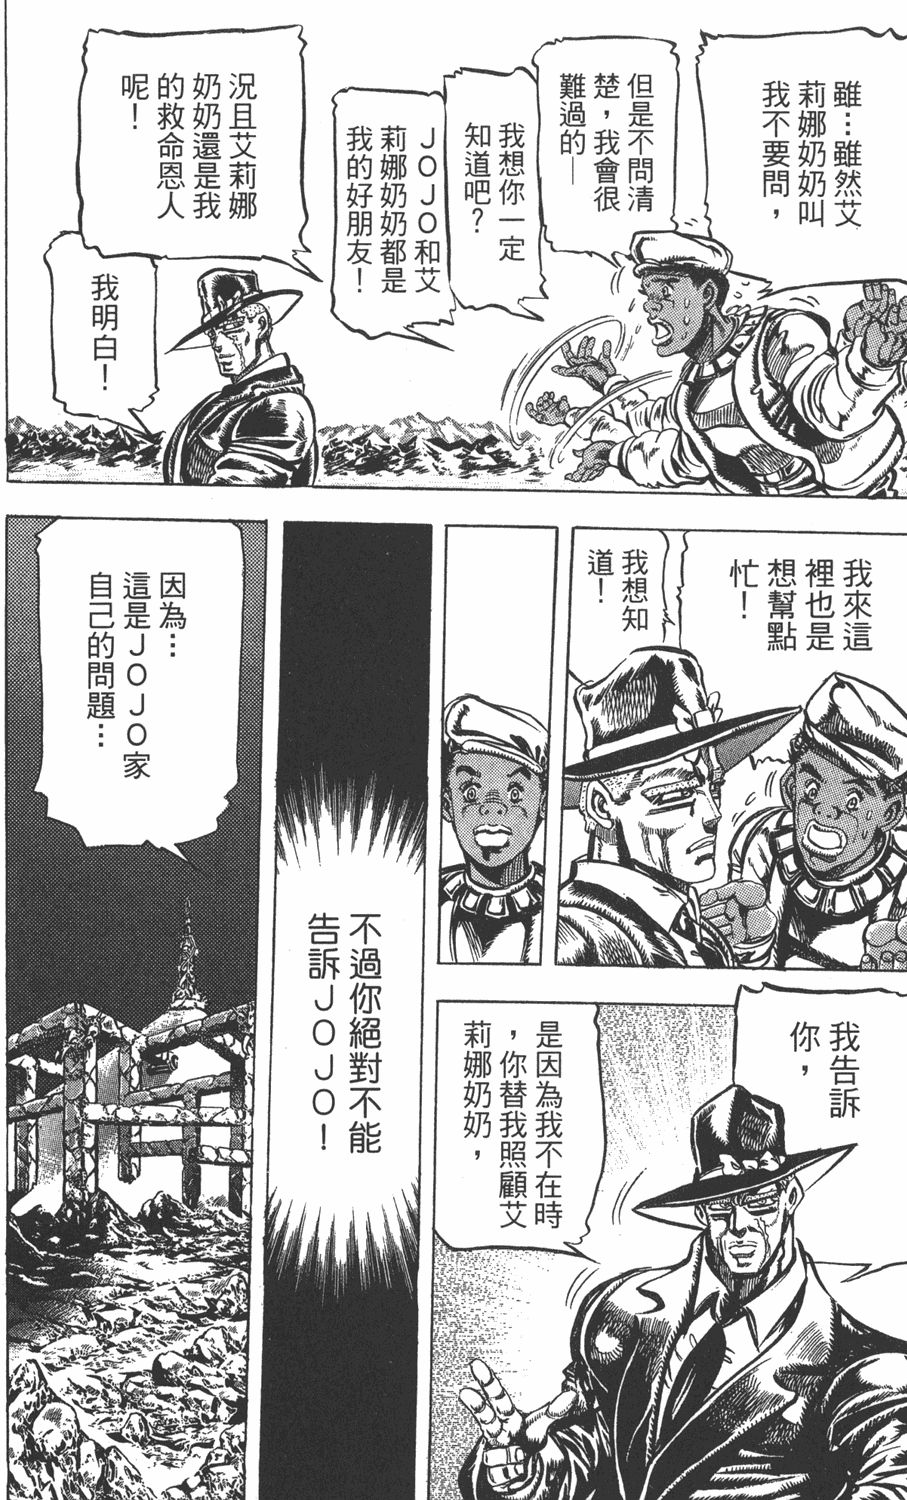 雖…雖然艾
莉娜奶奶叫
我不要問，
但是不問清
楚，我會很
難過的—
我想你一定
知道吧？
JOJO和艾
莉娜奶奶都是
我的好朋友！
況且艾莉娜
奶奶還是我
的救命恩人
呢！
我明白！
我來這
裡也是
想幫點
忙！
我想知
道！
我告訴
你，
是因為我不在時
，你替我照顧艾
莉娜奶奶，
不過你絕對不能
告訴JOJO！
因為…
這是JOJO家
自己的問題…